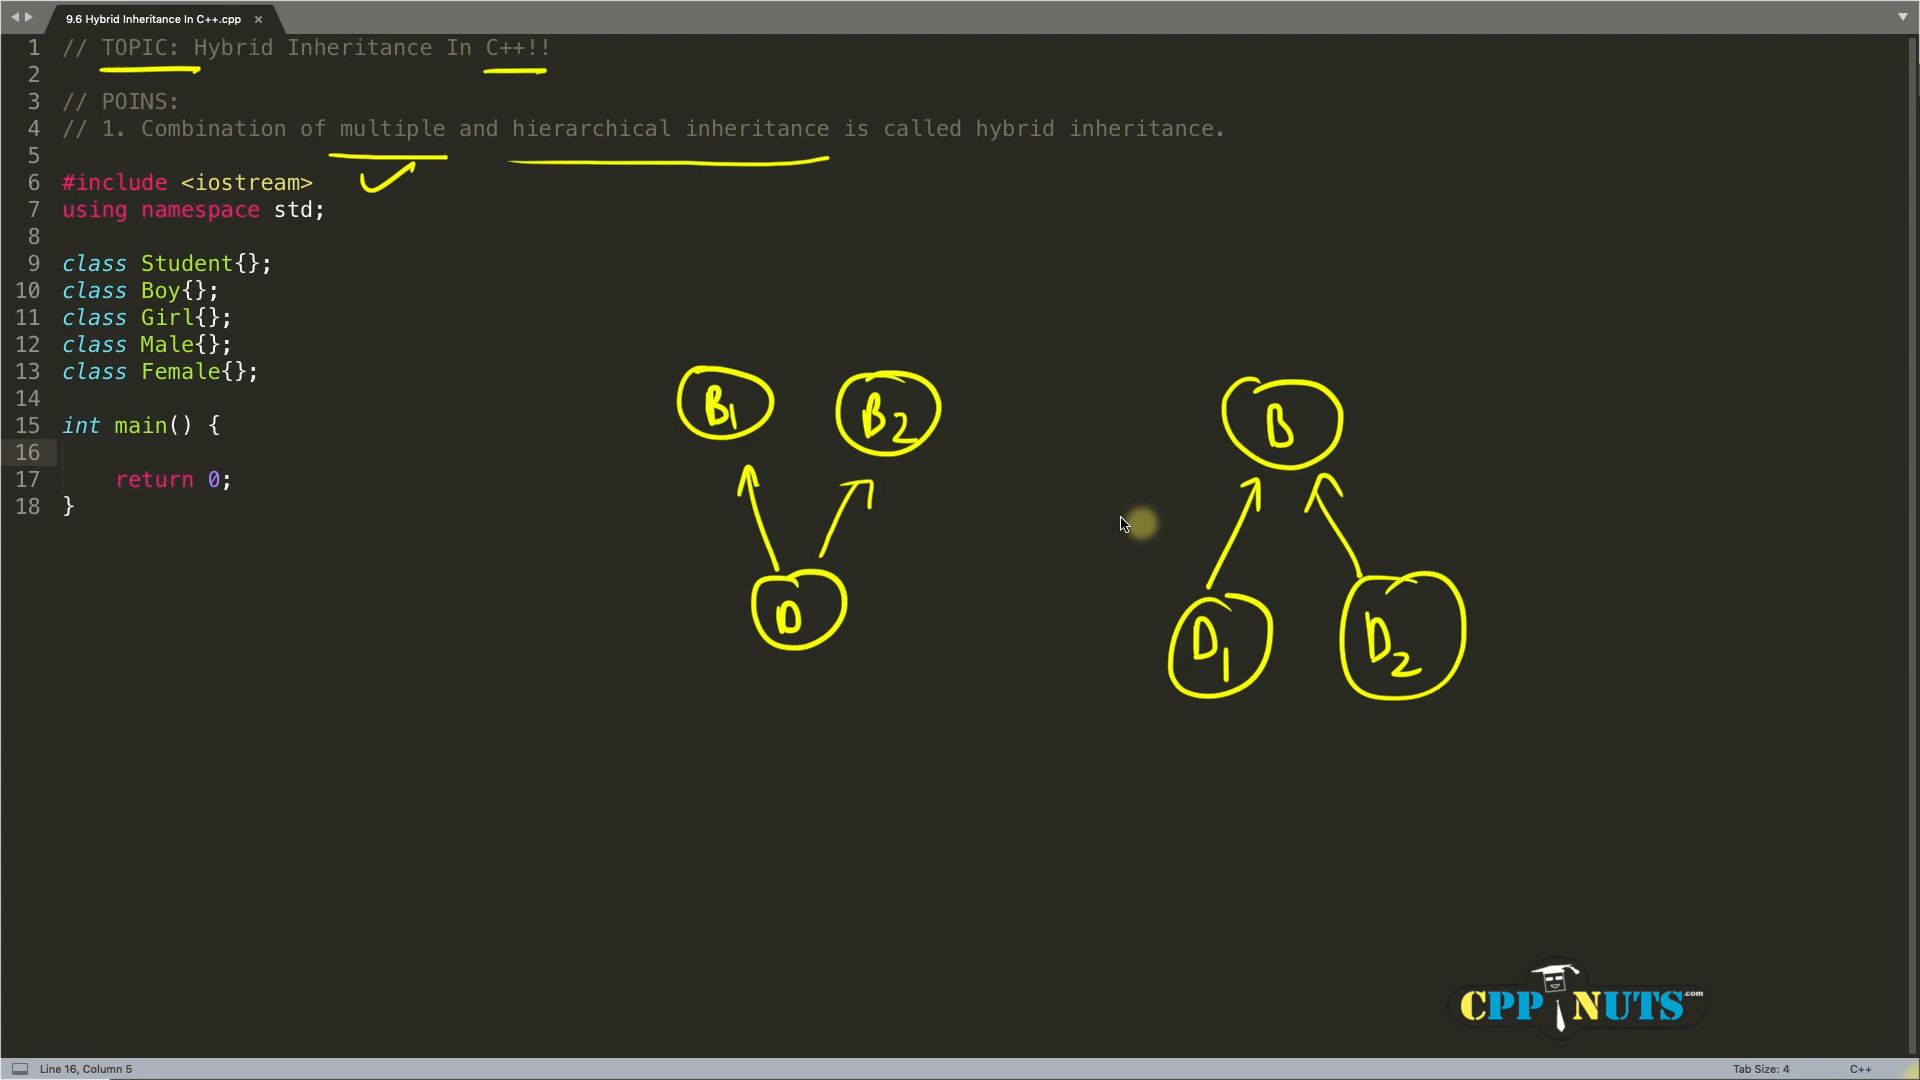 9.6 Hybrid Inheritance In C++.cpp ×
1 // TOPIC: Hybrid Inheritance In C++!!
2
3 // POINS:
4 // 1. Combination of multiple and hierarchical inheritance is called hybrid inheritance.
5
6 #include <iostream>
7 using namespace std;
8
9 class Student{};
10 class Boy{};
11 class Girl{};
12 class Male{};
13 class Female{};
14
15 int main() {
16
17 return 0;
18 }
B1 B2 B
D D1 D2
CPP NUTS .com
Line 16, Column 5 Tab Size: 4 C++